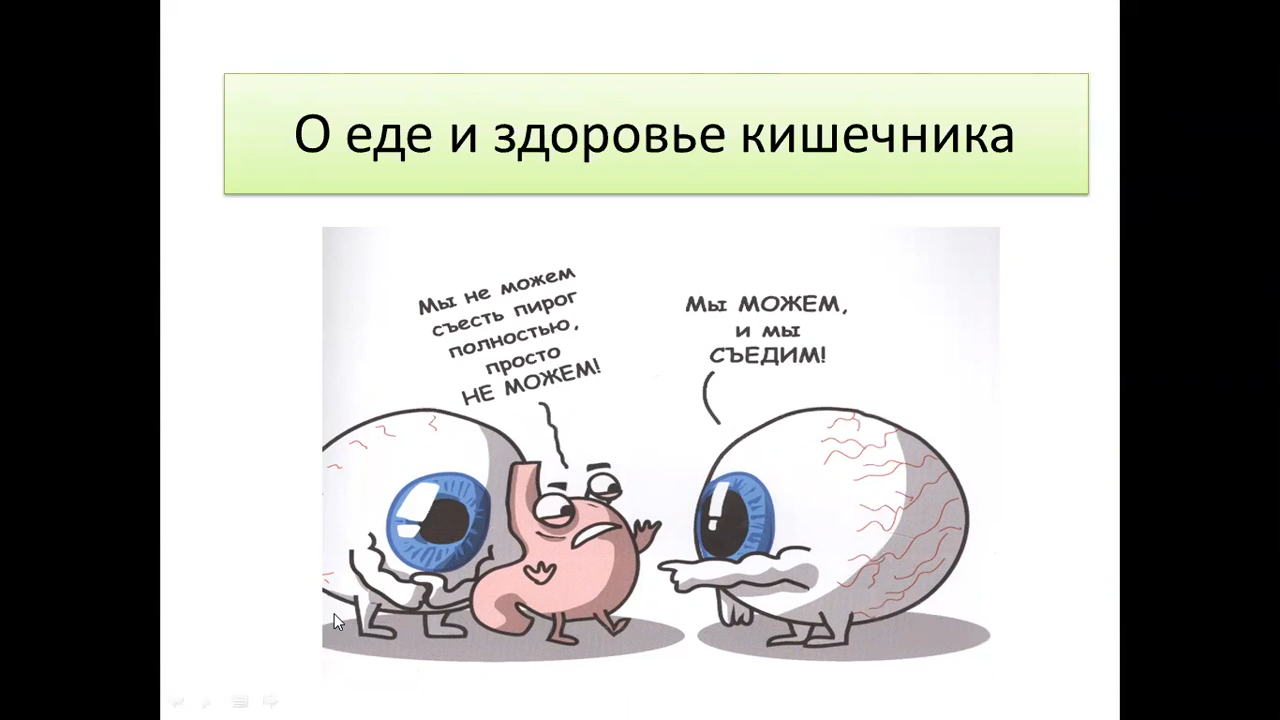 О еде и здоровье кишечника
Мы не можем
съесть пирог
полностью,
просто
НЕ МОЖЕМ!
Мы МОЖЕМ,
и мы
СЪЕДИМ!